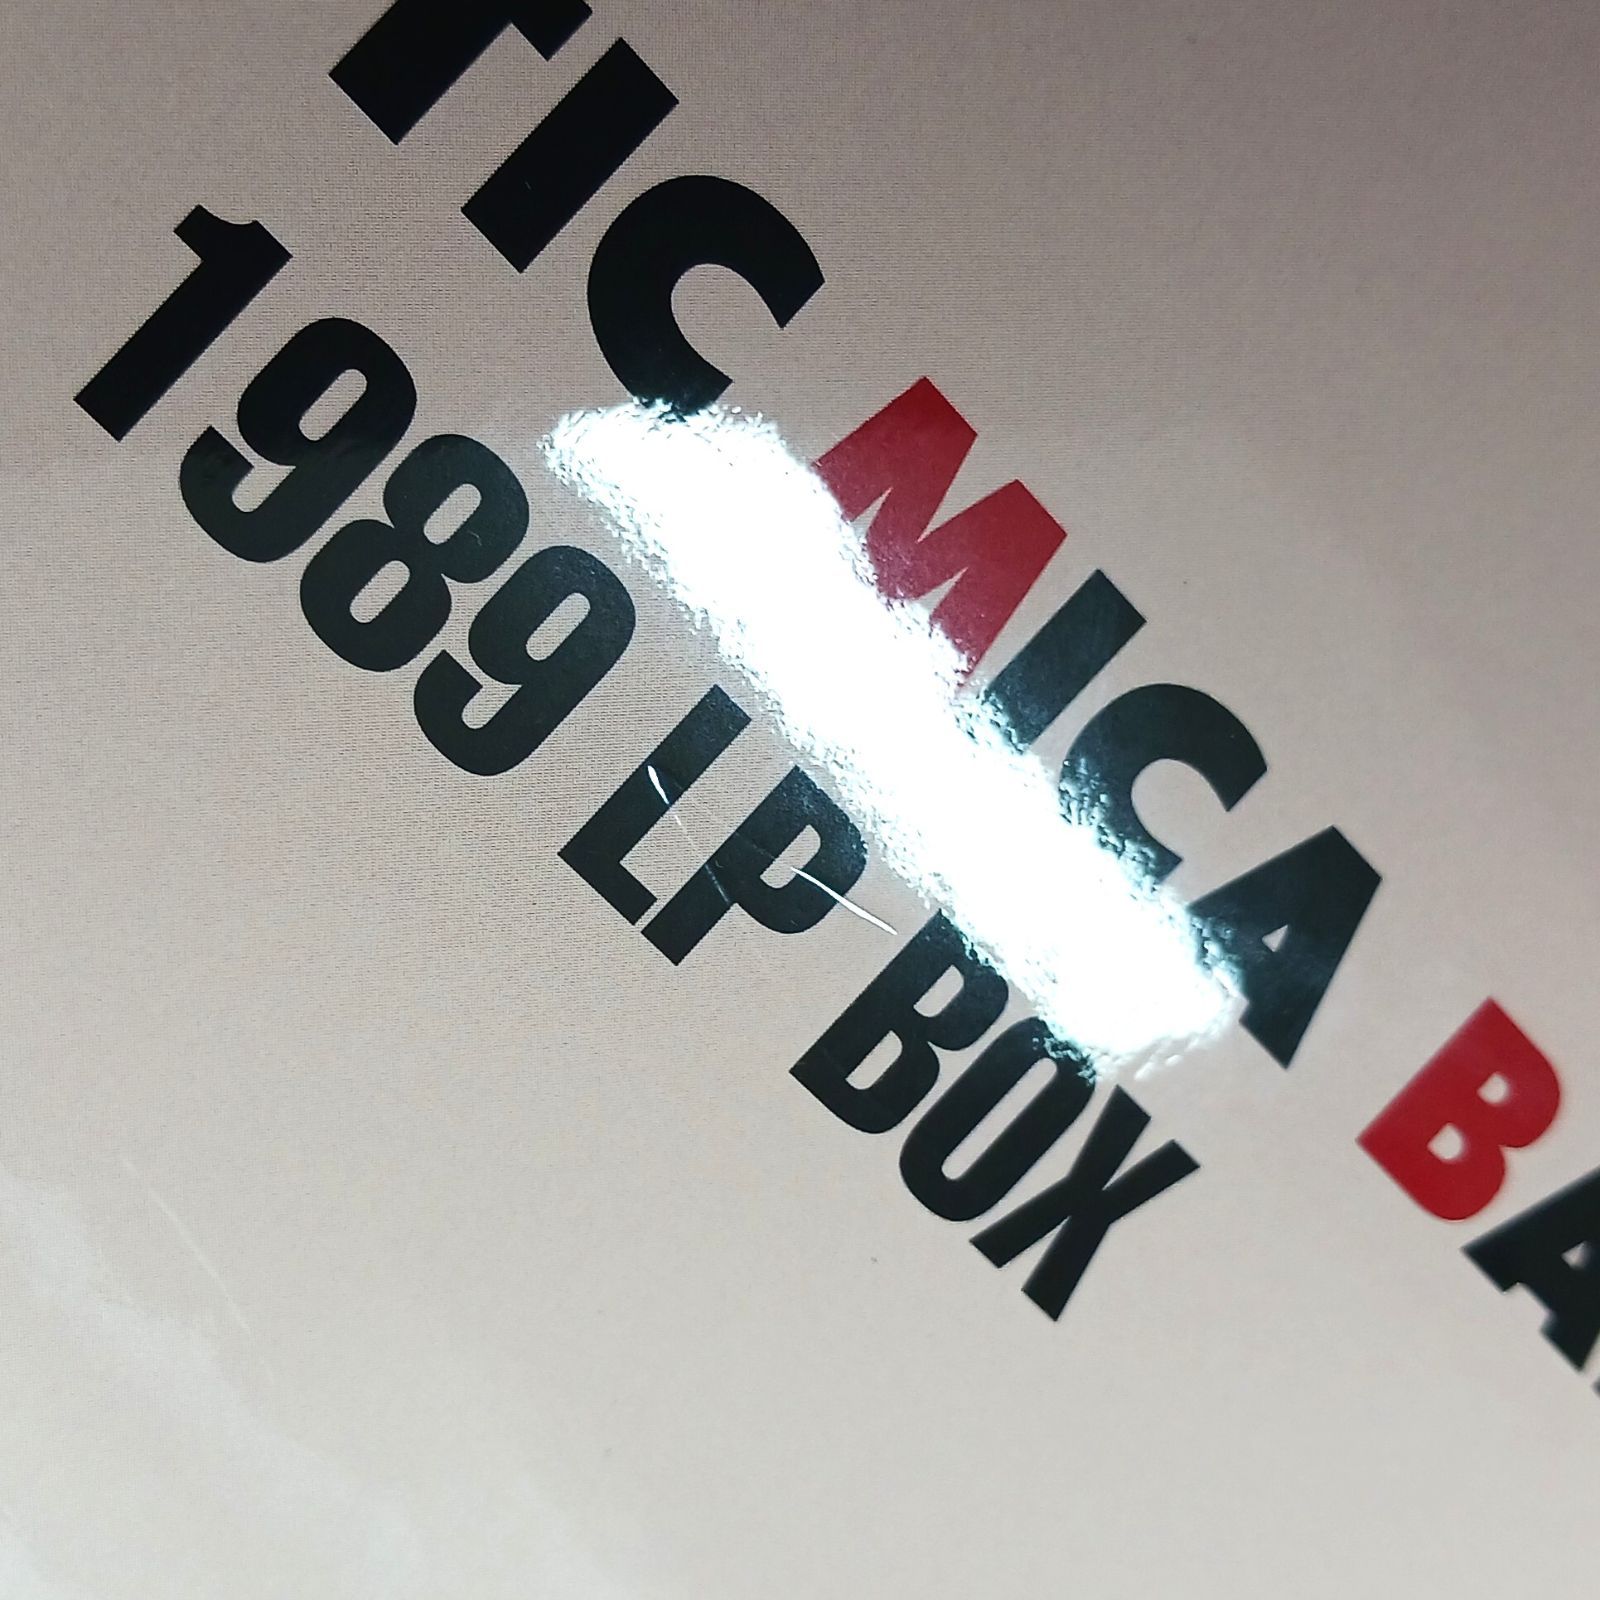 TIC MICA BA
1989 LP BOX